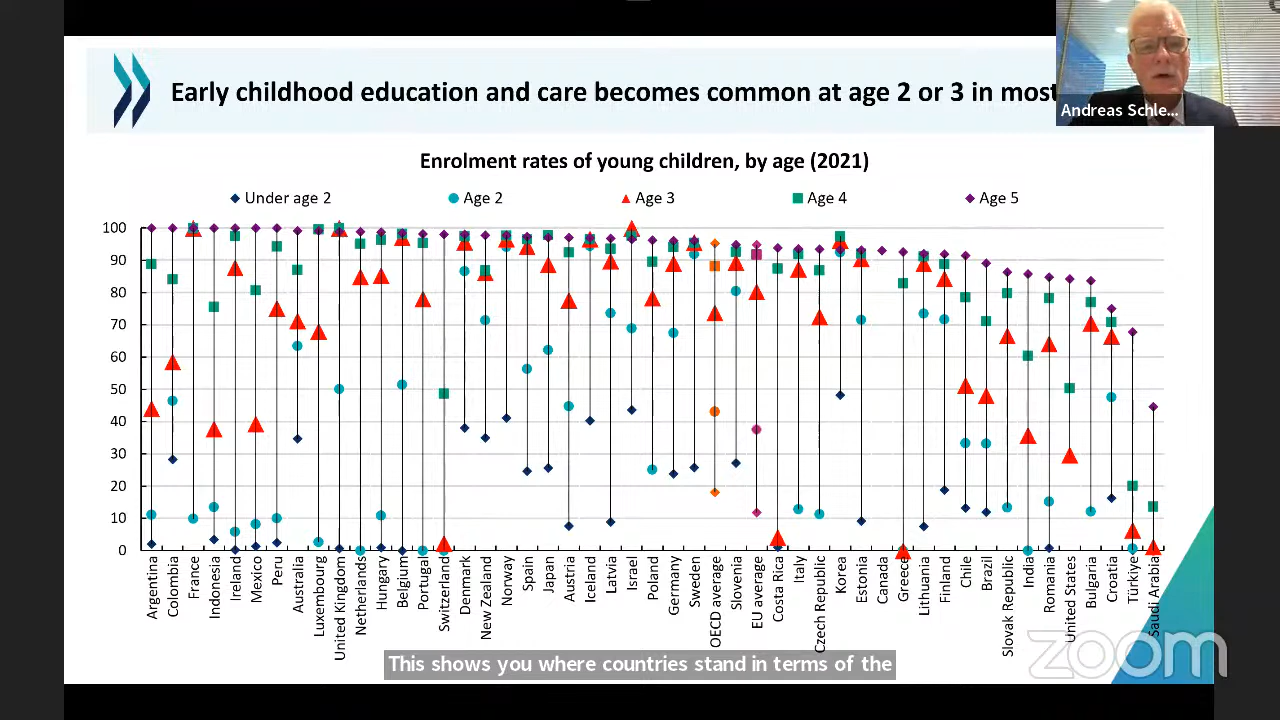 Early childhood education and care becomes common at age 2 or 3 in most
Andreas Schle...
Enrolment rates of young children, by age (2021)
Under age 2
Age 2
Age 3
Age 4
Age 5
100
90
80
70
60
50
40
30
20
10
0
Argentina
Colombia
France
Indonesia
Ireland
Mexico
Peru
Australia
Luxembourg
United Kingdom
Netherlands
Hungary
Belgium
Portugal
Switzerland
Denmark
New Zealand
Norway
Spain
Japan
Austria
Iceland
Latvia
Israel
Poland
Germany
Sweden
OECD average
Slovenia
EU average
Costa Rica
Italy
Czech Republic
Korea
Estonia
Canada
Greece
Lithuania
Finland
Chile
Brazil
Slovak Republic
India
Romania
United States
Bulgaria
Croatia
Türkiye
Saudi Arabia
This shows you where countries stand in terms of the
zoom